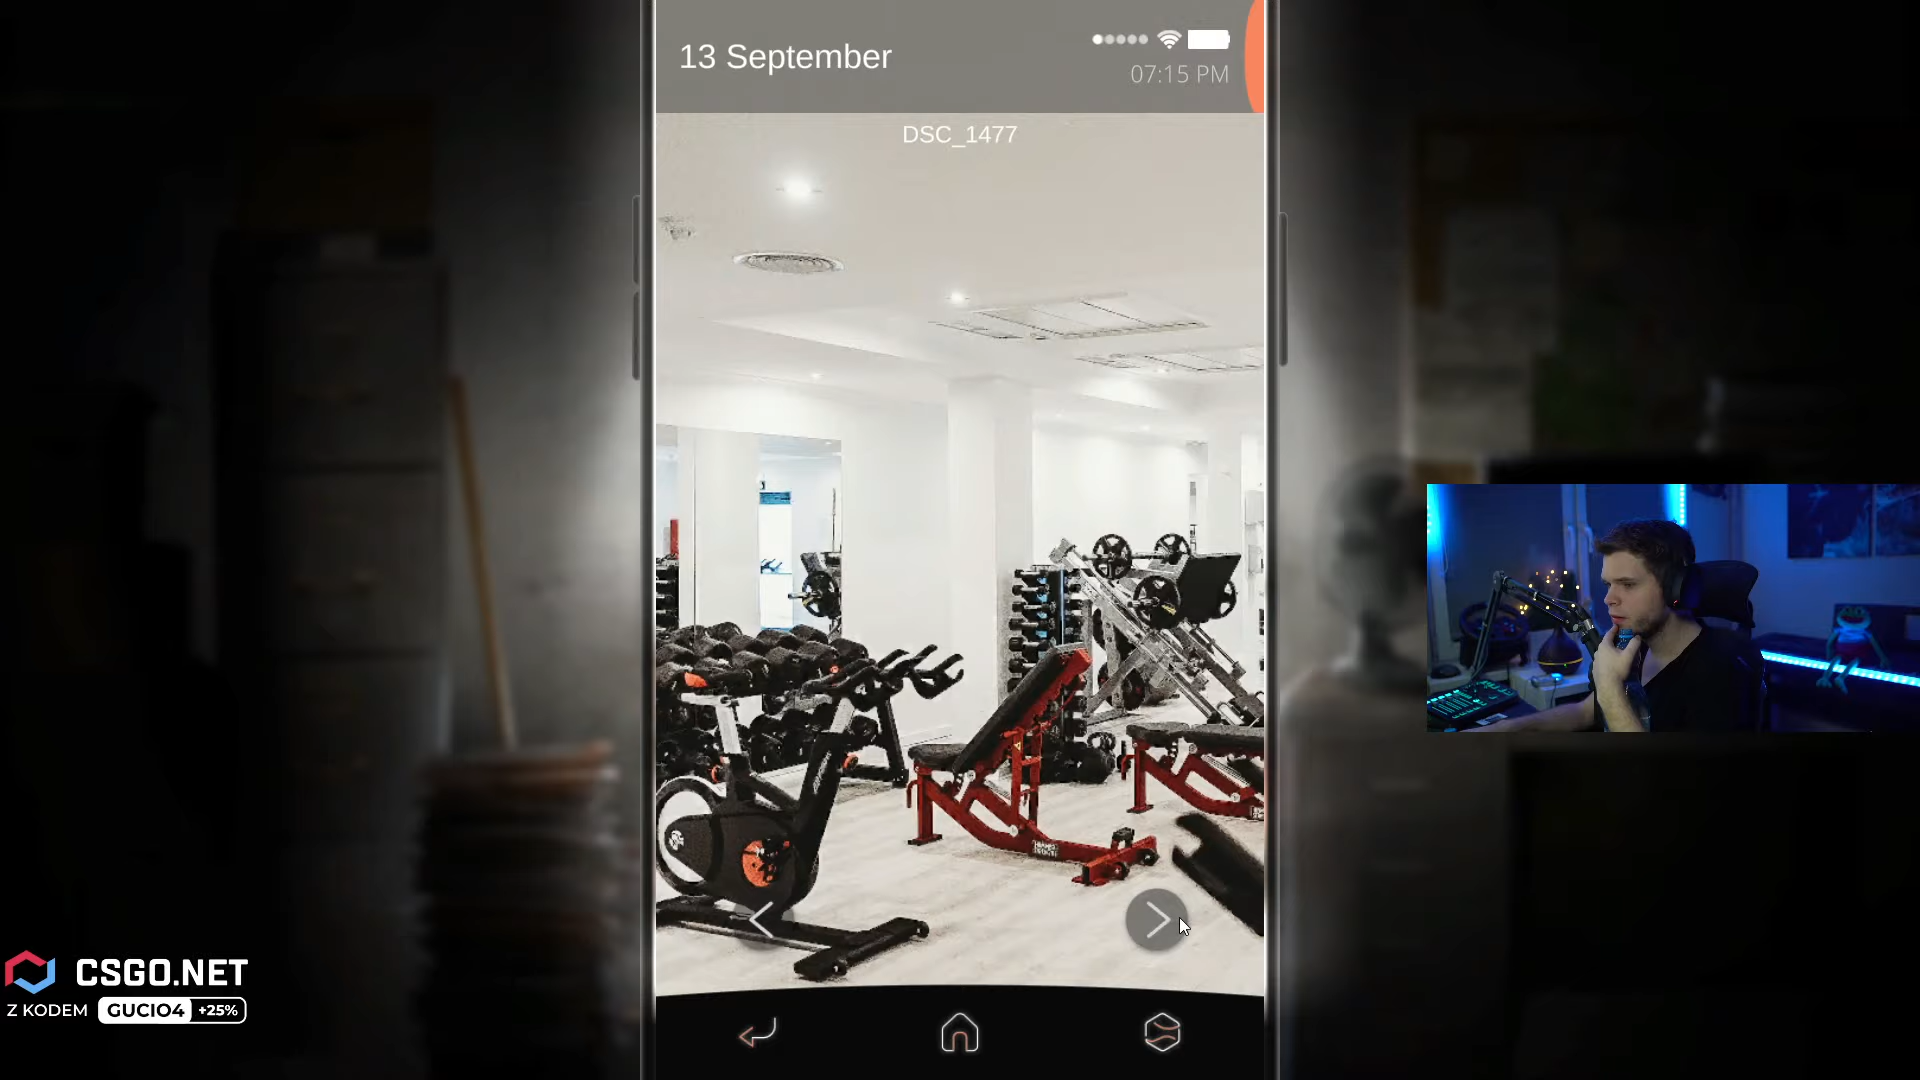 13 September
07:15 PM
DSC_1477
CSGO.NET
Z KODEM GUCIO4 +25%